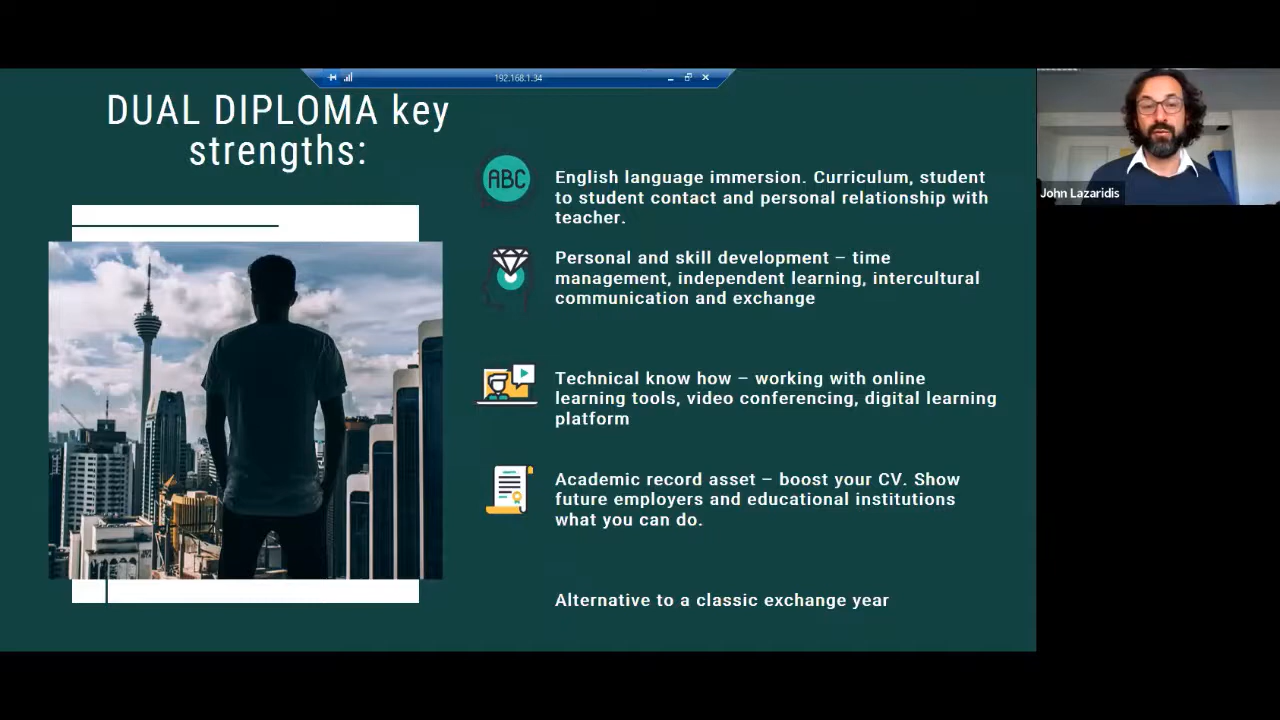 192.168.1.34
DUAL DIPLOMA key
strengths:
ABC
English language immersion. Curriculum, student
to student contact and personal relationship with
teacher.
Personal and skill development – time
management, independent learning, intercultural
communication and exchange
Technical know how – working with online
learning tools, video conferencing, digital learning
platform
Academic record asset – boost your CV. Show
future employers and educational institutions
what you can do.
Alternative to a classic exchange year
John Lazaridis